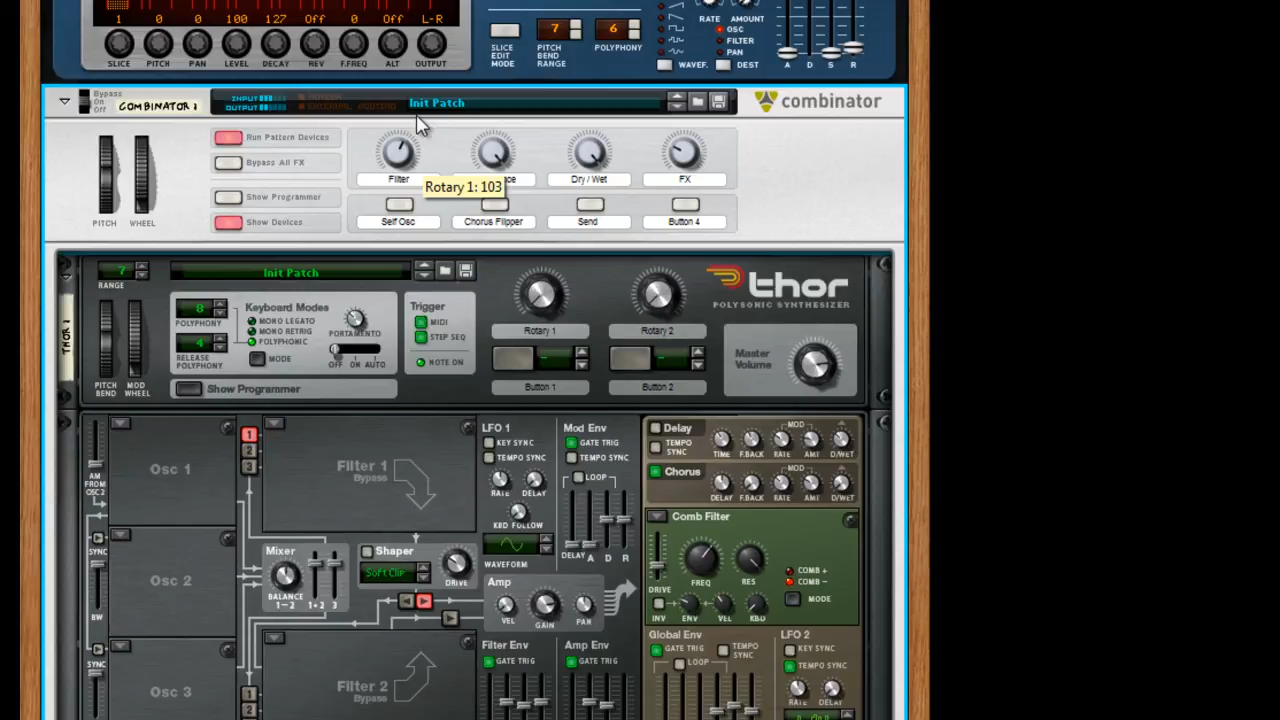 1 0 0 100 127 Off 0 Off L-R
SLICE PITCH PAN LEVEL DECAY REV F.FREQ ALT OUTPUT
SLICE EDIT MODE
7
PITCH BEND RANGE
6
POLYPHONY
RATE AMOUNT
OSC
FILTER
PAN
WAVEF. DEST
A D S R
Bypass
On
Off
COMBINATOR 1
INPUT
OUTPUT
Init Patch
combinator
Run Pattern Devices
Bypass All FX
Show Programmer
Show Devices
PITCH WHEEL
Filter
Dry / Wet
FX
Rotary 1: 103
Self Osc
Chorus Flipper
Send
Button 4
7
RANGE
Init Patch
thor
POLYSONIC SYNTHESIZER
THOR 1
8
POLYPHONY
4
RELEASE POLYPHONY
Keyboard Modes
MONO LEGATO
MONO RETRIG
POLYPHONIC
MODE
PORTAMENTO
OFF ON AUTO
Trigger
MIDI
STEP SEQ
NOTE ON
Rotary 1
Rotary 2
Button 1
Button 2
Master Volume
PITCH BEND
MOD WHEEL
Show Programmer
AM FROM OSC 2
SYNC
BW
SYNC
Osc 1
Osc 2
Osc 3
1
2
3
1
2
Filter 1
Bypass
Mixer
BALANCE
1-2 1+2 3
Shaper
Soft Clip
DRIVE
Filter 2
Bypass
LFO 1
KEY SYNC
TEMPO SYNC
RATE DELAY
KBD FOLLOW
WAVEFORM
Mod Env
GATE TRIG
TEMPO SYNC
LOOP
DELAY A D R
Amp
VEL GAIN PAN
Filter Env
GATE TRIG
Amp Env
GATE TRIG
Delay
TEMPO SYNC
MOD
TIME F.BACK RATE AMT D/WET
Chorus
MOD
DELAY F.BACK RATE AMT D/WET
Comb Filter
DRIVE
FREQ
RES
COMB +
COMB -
MODE
INV ENV VEL KBD
Global Env
GATE TRIG
TEMPO SYNC
LOOP
LFO 2
KEY SYNC
TEMPO SYNC
RATE DELAY